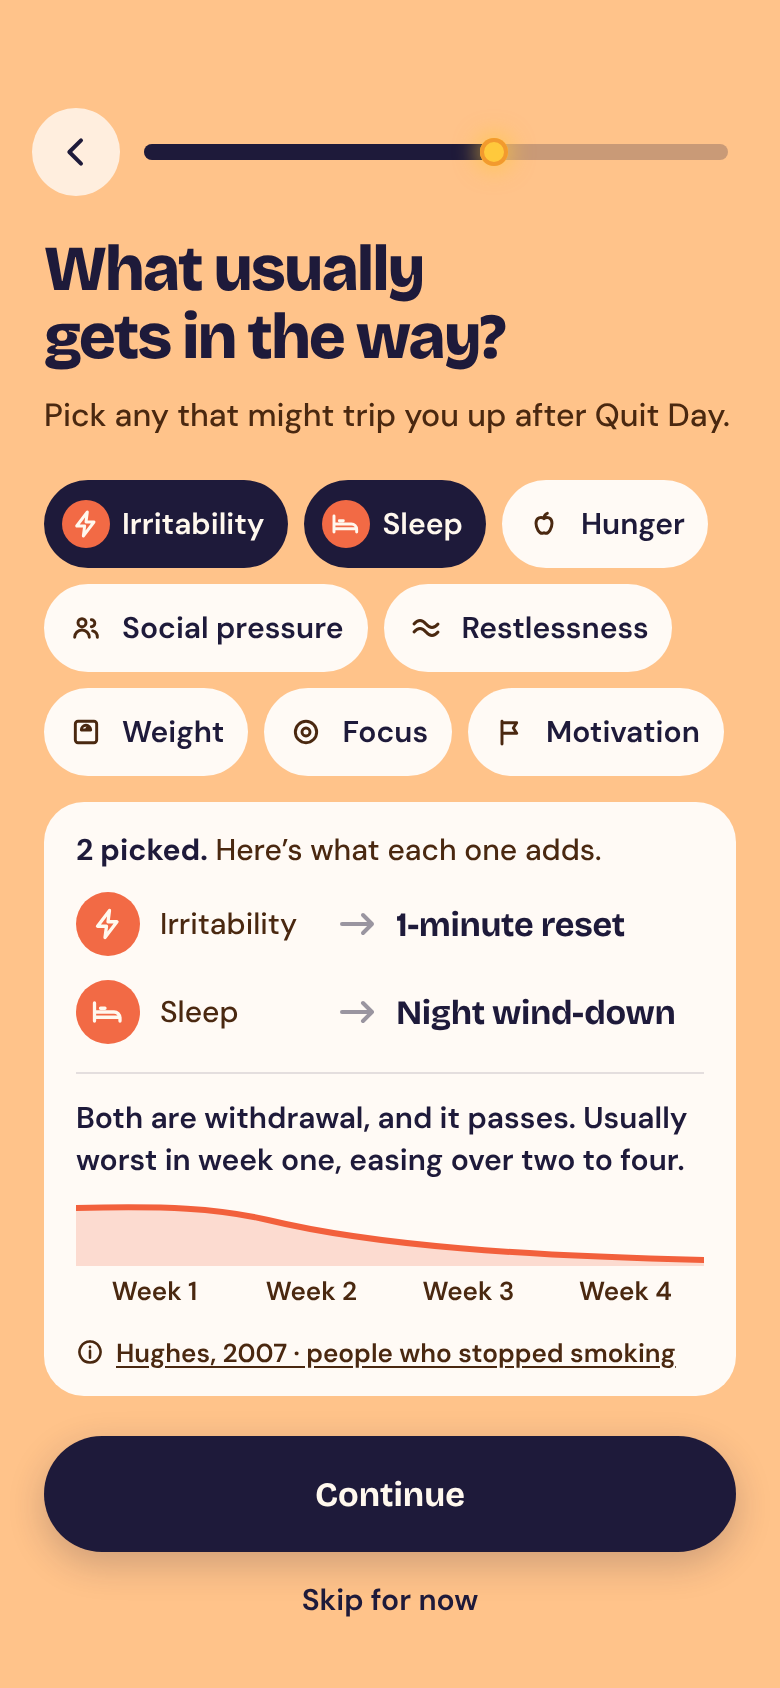 What usually
gets in the way?
Pick any that might trip you up after Quit Day.
Irritability
Sleep
Hunger
Social pressure
Restlessness
Weight
Focus
Motivation
2 picked. Here’s what each one adds.
Irritability → 1-minute reset
Sleep → Night wind-down
Both are withdrawal, and it passes. Usually
worst in week one, easing over two to four.
Week 1 Week 2 Week 3 Week 4
Hughes, 2007 · people who stopped smoking
Continue
Skip for now